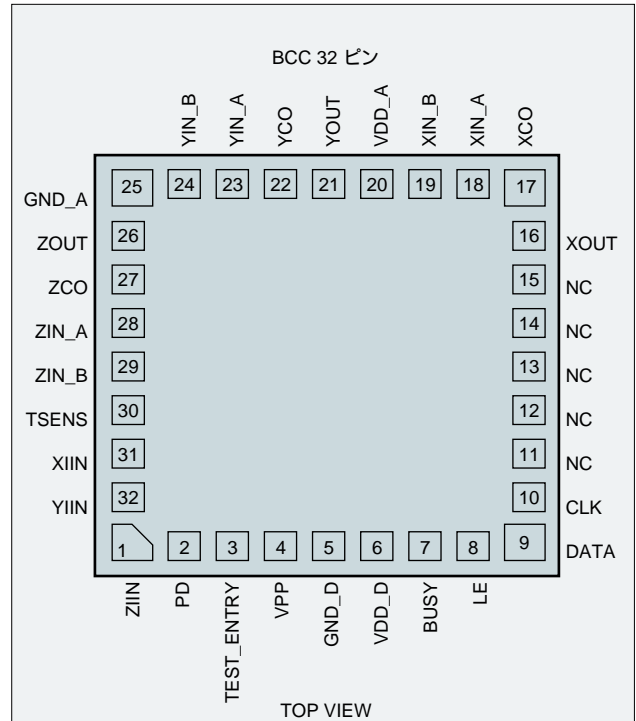 BCC 32 ピン
YIN_B
YIN_A
YCO
YOUT
VDD_A
XIN_B
XIN_A
XCO
25 24 23 22 21 20 19 18 17
GND_A
ZOUT 26 16 XOUT
ZCO 27 15 NC
ZIN_A 28 14 NC
ZIN_B 29 13 NC
TSENS 30 12 NC
XIIN 31 11 NC
YIIN 32 10 CLK
1 2 3 4 5 6 7 8 9 DATA
ZIIN
PD
TEST_ENTRY
VPP
GND_D
VDD_D
BUSY
LE
TOP VIEW